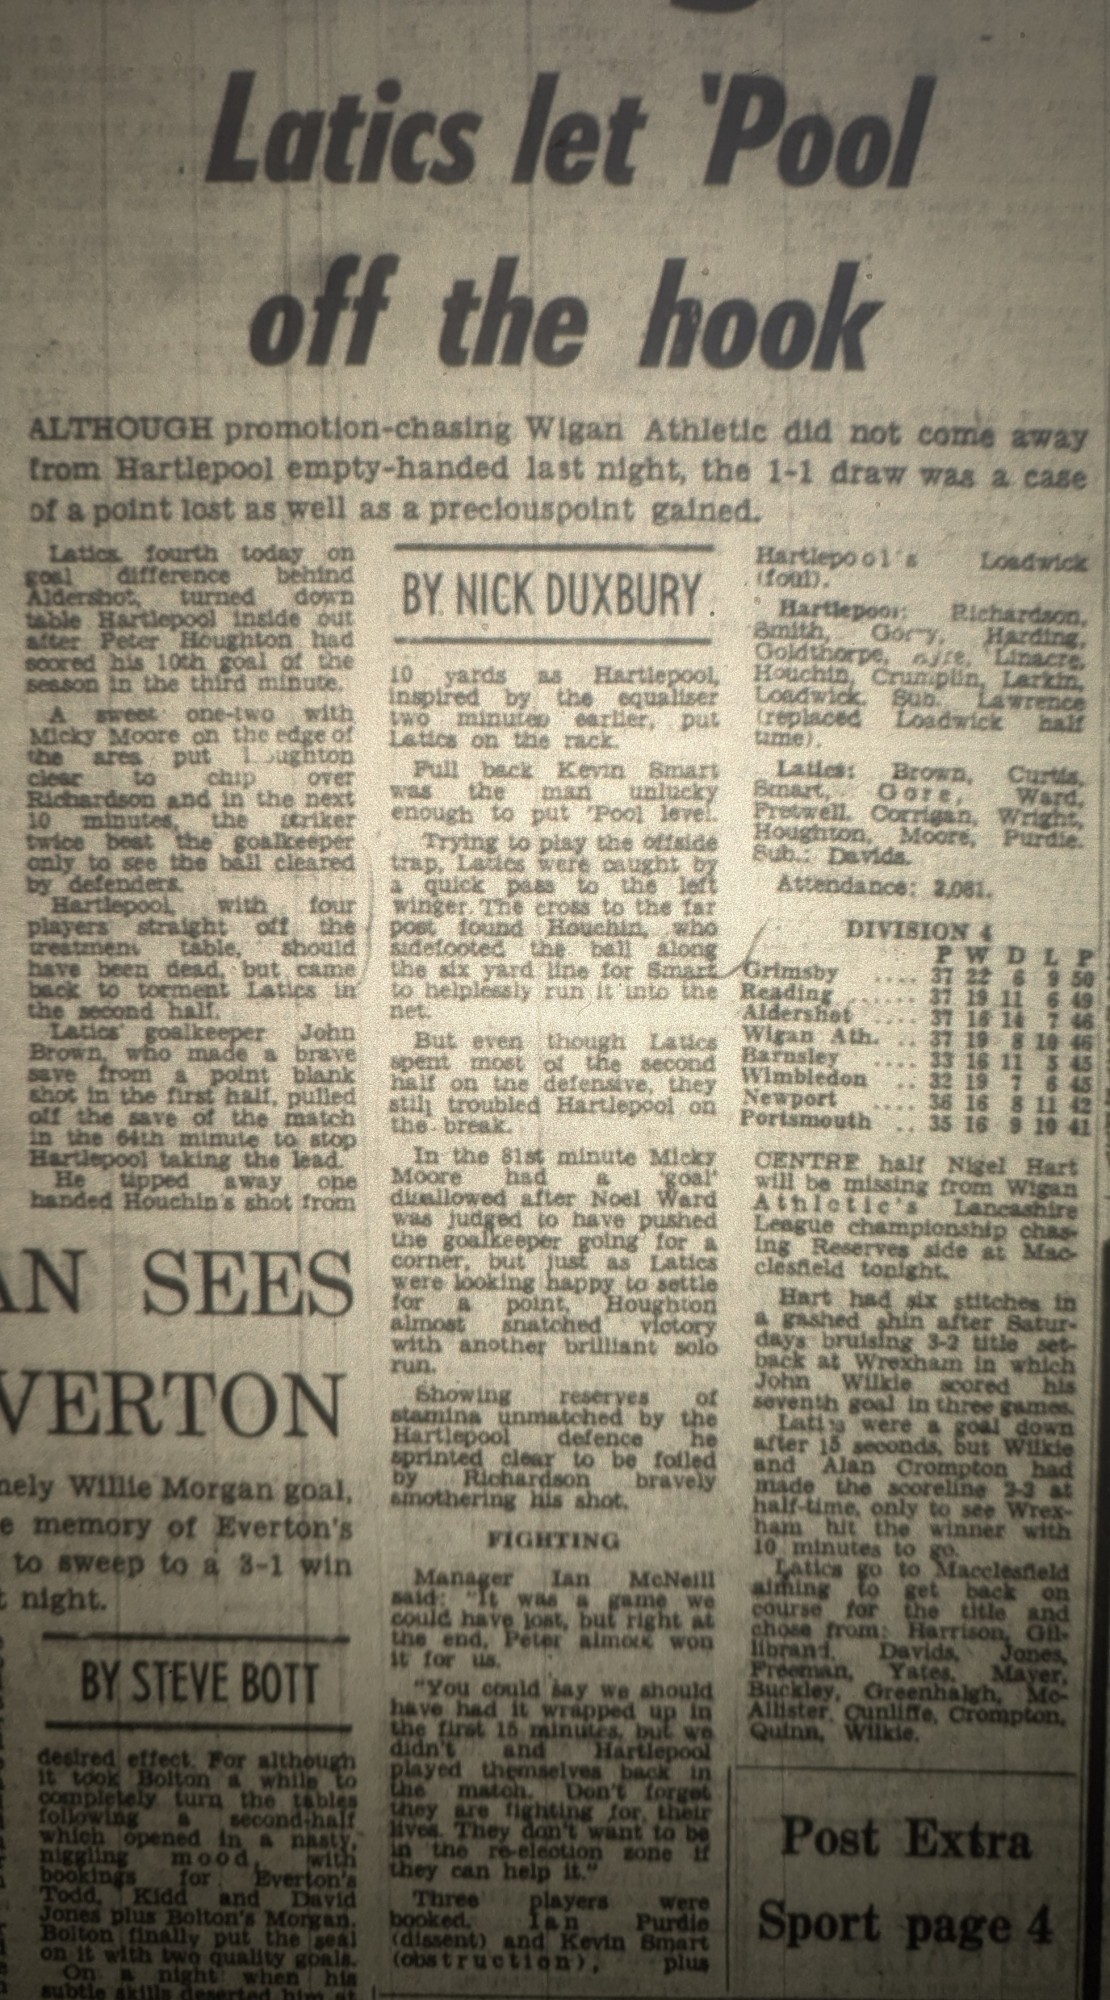 Latics let 'Pool
off the hook
ALTHOUGH promotion-chasing Wigan Athletic did not come away
from Hartlepool empty-handed last night, the 1-1 draw was a case
of a point lost as well as a preciouspoint gained.
Latics fourth today on
goal difference behind
Aldershot, turned down
table Hartlepool inside out
after Peter Houghton had
scored his 10th goal of the
season in the third minute.
A sweet one-two with
Micky Moore on the edge of
the area put
clear to chip over
Richardson and in the next
10 minutes, the striker
twice beat the goalkeeper
only to see the ball cleared
by defenders.
Hartlepool, with four
players straight off the
treatment table, should
have been dead, but came
back to torment Latics in
the second half.
Latics' goalkeeper John
Brown, who made a brave
save from a point blank
shot in the first half, pulled
off the save of the match
in the 64th minute to stop
Hartlepool taking the lead.
He tipped away one
handed Houchin's shot from
BY NICK DUXBURY
10 yards as Hartlepool,
inspired by the equaliser
two minutes earlier, put
Latics on the rack.
Full back Kevin Smart
was the man unlucky
enough to put 'Pool level.
Trying to play the offside
trap, Latics were caught by
a quick pass to the left
winger. The cross to the far
post found Houchin, who
sidefooted the ball along
the six yard line for Smart
to helplessly run it into the
net.
But even though Latics
spent most of the second
half on the defensive, they
still troubled Hartlepool on
the break.
In the 81st minute Micky
Moore had a 'goal'
disallowed after Noel Ward
was judged to have pushed
the goalkeeper going for a
corner, but just as Latics
were looking happy to settle
for a point, Houghton
almost snatched victory
with another brilliant solo
run.
Showing reserves of
stamina unmatched by the
Hartlepool defence he
sprinted clear to be foiled
by Richardson bravely
smothering his shot.
FIGHTING
Manager Ian McNeill
said: "It was a game we
could have lost, but right at
the end, Peter almost won
it for us.
"You could say we should
have had it wrapped up in
the first 15 minutes, but we
didn't and Hartlepool
played themselves back in
the match. Don't forget
they are fighting for their
lives. They don't want to be
in the re-election zone if
they can help it."
Three players were
booked. Ian Purdie
(dissent) and Kevin Smart
(obstruction), plus
Hartlepool's Loadwick
(foul).
Hartlepool: Richardson,
Smith, Gorry, Harding,
Goldthorpe, Linacre,
Houchin, Crumplin, Larkin,
Loadwick. Sub. Lawrence
(replaced Loadwick half
time).
Latics: Brown, Curtis,
Smart, Gore, Ward,
Fretwell, Corrigan, Wright,
Houghton, Moore, Purdie.
Sub.: Davids.
Attendance: 2,081.
DIVISION 4
P W D L P
Grimsby .... 37 22 6 9 50
Reading ...... 37 19 11 6 49
Aldershot .... 37 16 14 7 46
Wigan Ath. .. 37 19 8 10 46
Barnsley .... 33 16 11 5 45
Wimbledon .. 32 19 7 6 45
Newport .... 36 16 8 11 42
Portsmouth .. 35 16 9 10 41
CENTRE half Nigel Hart
will be missing from Wigan
Athletic's Lancashire
League championship chas-
ing Reserves side at Mac-
clesfield tonight.
Hart had six stitches in
a gashed shin after Satur-
days bruising 3-2 title set-
back at Wrexham in which
John Wilkie scored his
seventh goal in three games.
Latics were a goal down
after 15 seconds, but Wilkie
and Alan Crompton had
made the scoreline 2-2 at
half-time, only to see Wrex-
ham hit the winner with
10 minutes to go.
Latics go to Macclesfield
aiming to get back on
course for the title and
chose from: Harrison, Gil-
librand, Davids, Jones,
Freeman, Yates, Mayer,
Buckley, Greenhalgh, Mc-
Allister, Cunliffe, Crompton,
Quinn, Wilkie.
Post Extra
Sport page 4
AN SEES
VERTON
nely Willie Morgan goal,
e memory of Everton's
to sweep to a 3-1 win
t night.
BY STEVE BOTT
desired effect. For although
it took Bolton a while to
completely turn the tables
following a second-half
which opened in a nasty,
niggling mood, with
bookings for Everton's
Todd, Kidd and David
Jones plus Bolton's Morgan.
Bolton finally put the seal
on it with two quality goals.
On a night when his
subtle skills deserted him at